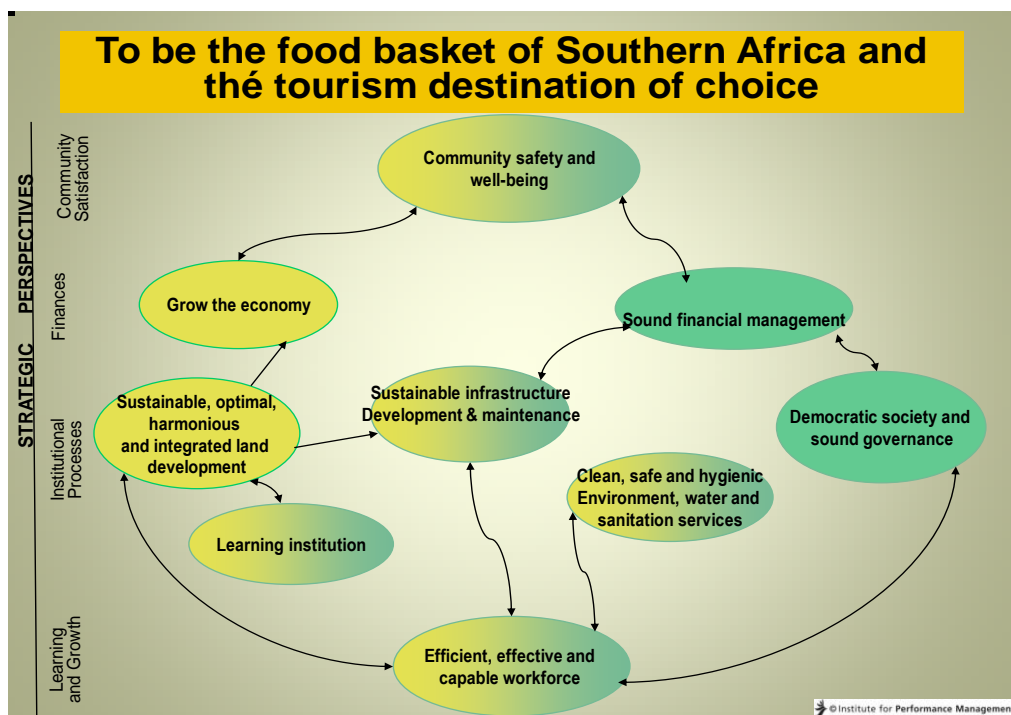 To be the food basket of Southern Africa and
thé tourism destination of choice
STRATEGIC PERSPECTIVES
Community
Satisfaction
Community safety and
well-being
Finances
Grow the economy
Sound financial management
Institutional
Processes
Sustainable, optimal,
harmonious
and integrated land
development
Sustainable infrastructure
Development & maintenance
Democratic society and
sound governance
Clean, safe and hygienic
Environment, water and
sanitation services
Learning institution
Learning
and Growth
Efficient, effective and
capable workforce
© Institute for Performance Managemen